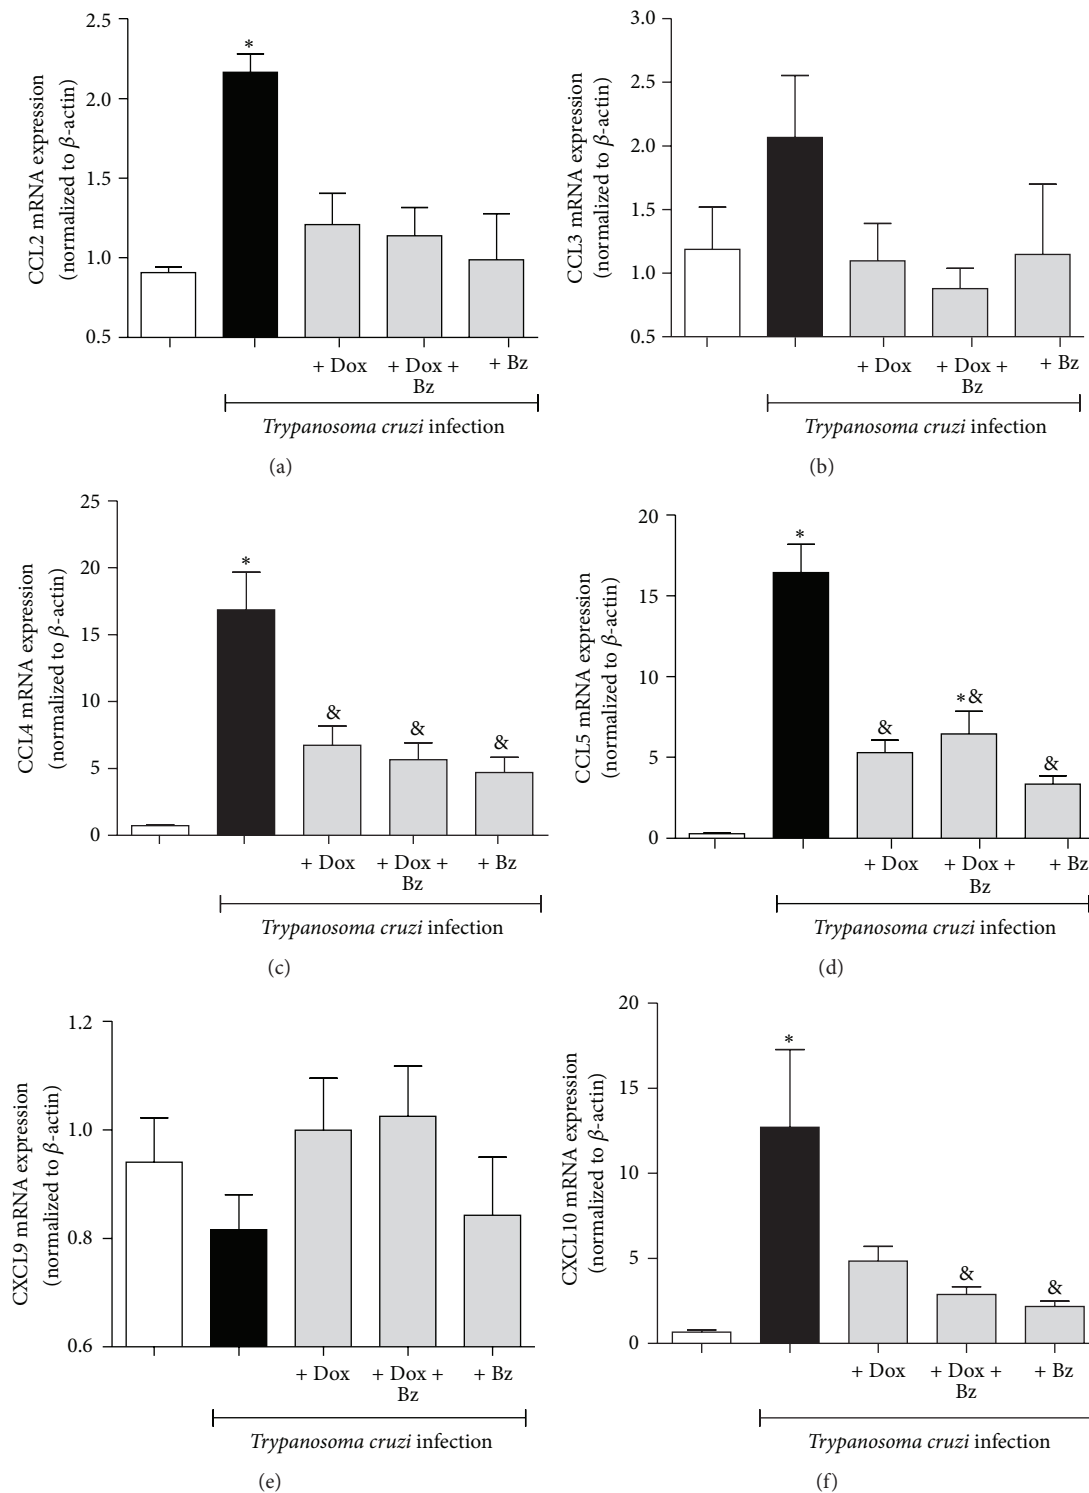 CCL2 mRNA expression
(normalized to β-actin)
2.5
2.0
1.5
1.0
0.5
*
+ Dox
+ Dox +
Bz
+ Bz
Trypanosoma cruzi infection
(a)
CCL3 mRNA expression
(normalized to β-actin)
3.0
2.5
2.0
1.5
1.0
0.5
+ Dox
+ Dox +
Bz
+ Bz
Trypanosoma cruzi infection
(b)
CCL4 mRNA expression
(normalized to β-actin)
25
20
15
10
5
0
*
&
&
&
+ Dox
+ Dox +
Bz
+ Bz
Trypanosoma cruzi infection
(c)
CCL5 mRNA expression
(normalized to β-actin)
20
15
10
5
0
*
&
*&
&
+ Dox
+ Dox +
Bz
+ Bz
Trypanosoma cruzi infection
(d)
CXCL9 mRNA expression
(normalized to β-actin)
1.2
1.0
0.8
0.6
+ Dox
+ Dox +
Bz
+ Bz
Trypanosoma cruzi infection
(e)
CXCL10 mRNA expression
(normalized to β-actin)
20
15
10
5
0
*
&
&
+ Dox
+ Dox +
Bz
+ Bz
Trypanosoma cruzi infection
(f)